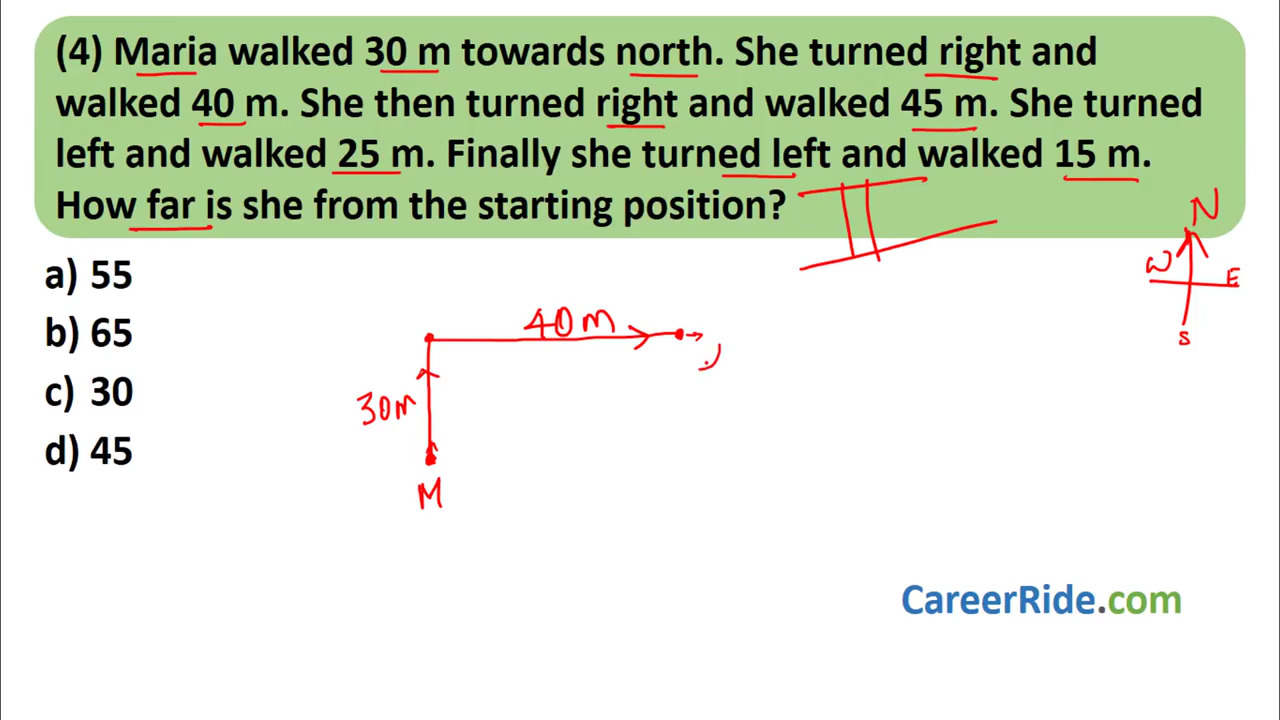 (4) Maria walked 30 m towards north. She turned right and
walked 40 m. She then turned right and walked 45 m. She turned
left and walked 25 m. Finally she turned left and walked 15 m.
How far is she from the starting position?
N
W
E
S
a) 55
b) 65
c) 30
d) 45
40m
30m
M
CareerRide.com